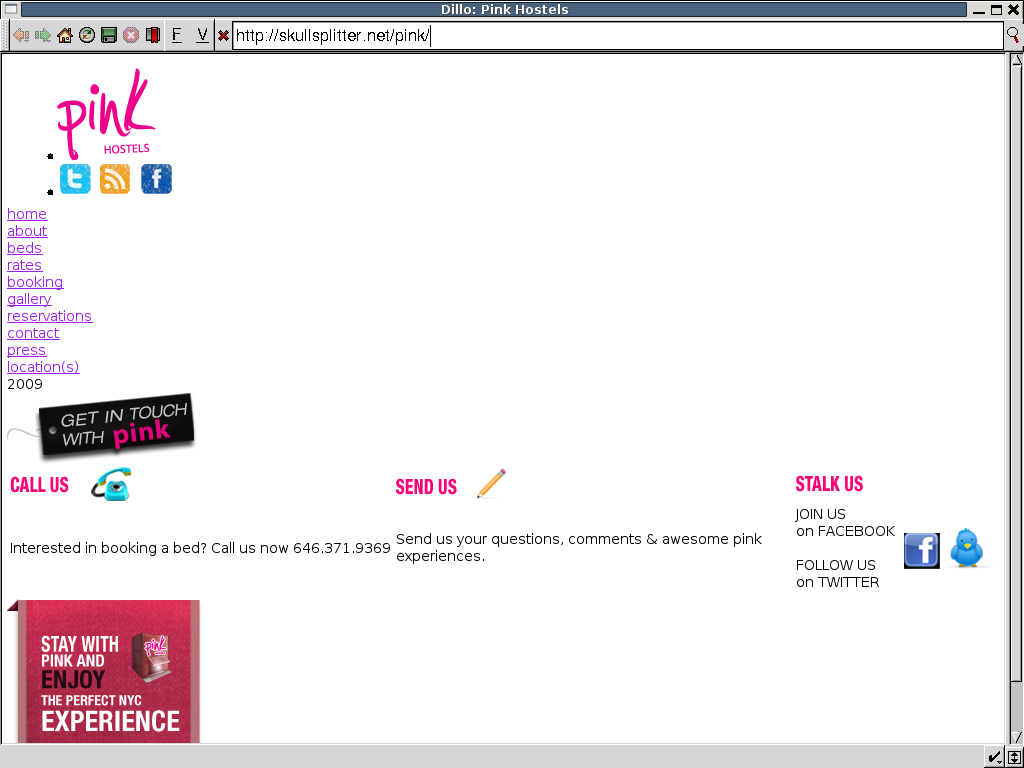 Dillo: Pink Hostels
F V http://skullsplitter.net/pink/
pink
HOSTELS
home
about
beds
rates
booking
gallery
reservations
contact
press
location(s)
2009
GET IN TOUCH
WITH pink
CALL US
Interested in booking a bed? Call us now 646.371.9369
SEND US
Send us your questions, comments & awesome pink
experiences.
STALK US
JOIN US
on FACEBOOK
FOLLOW US
on TWITTER
STAY WITH
PINK AND
ENJOY
THE PERFECT NYC
EXPERIENCE
pink